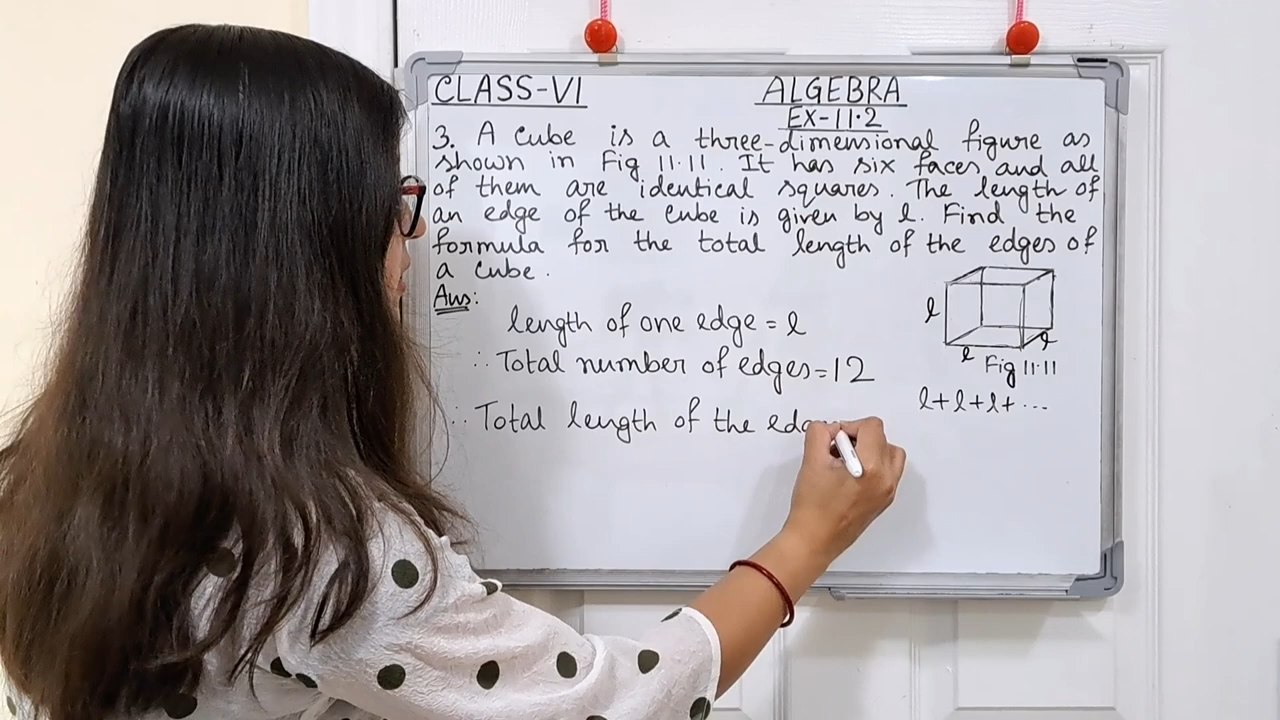 CLASS-VI
ALGEBRA
EX-11.2
3. A cube is a three-dimensional figure as
shown in Fig 11.11. It has six faces and all
of them are identical squares. The length of
an edge of the cube is given by l. Find the
formula for the total length of the edges of
a cube.
Ans:
length of one edge = l
∴ Total number of edges = 12
∴ Total length of the
l
l
l
Fig 11.11
l+l+l+...